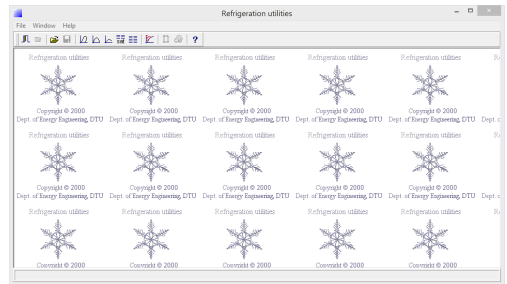 Refrigeration utilities
File Window Help
?
Refrigeration utilities Refrigeration utilities Refrigeration utilities Refrigeration utilities Refrigeration utilities
Copyright © 2000 Copyright © 2000 Copyright © 2000 Copyright © 2000 Copyright © 2000
Dept. of Energy Engineering, DTU Dept. of Energy Engineering, DTU Dept. of Energy Engineering, DTU Dept. of Energy Engineering, DTU Dept. of Energy Engineering, DTU
Refrigeration utilities Refrigeration utilities Refrigeration utilities Refrigeration utilities Refrigeration utilities
Copyright © 2000 Copyright © 2000 Copyright © 2000 Copyright © 2000 Copyright © 2000
Dept. of Energy Engineering, DTU Dept. of Energy Engineering, DTU Dept. of Energy Engineering, DTU Dept. of Energy Engineering, DTU Dept. of Energy Engineering, DTU
Refrigeration utilities Refrigeration utilities Refrigeration utilities Refrigeration utilities Refrigeration utilities
Copyright © 2000 Copyright © 2000 Copyright © 2000 Copyright © 2000 Copyright © 2000